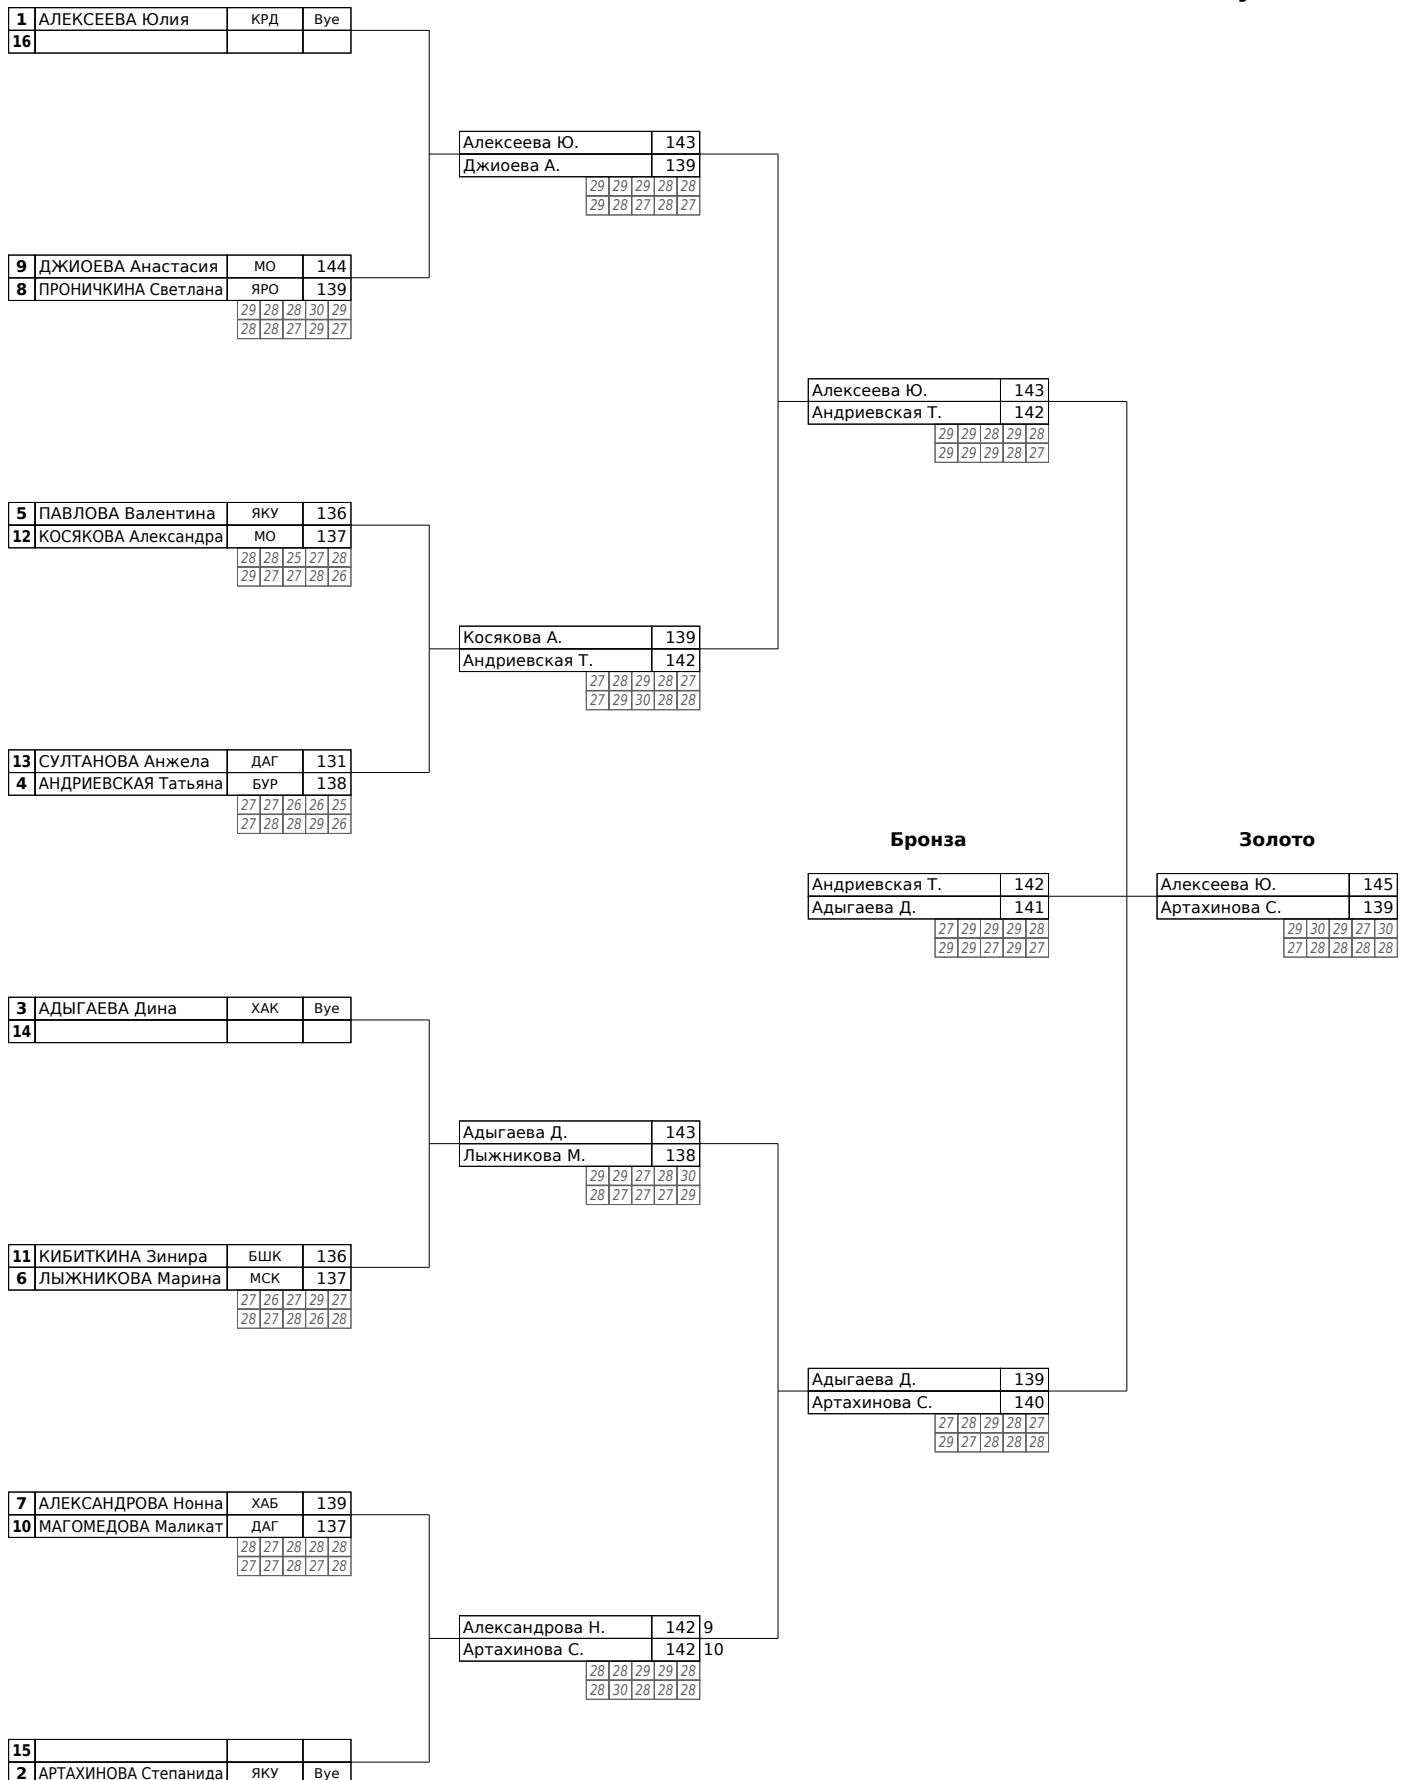 1 АЛЕКСЕЕВА Юлия КРД Bye
16
Алексеева Ю. 143
Джиоева А. 139
29 29 29 28 28
29 28 27 28 27
9 ДЖИОЕВА Анастасия МО 144
8 ПРОНИЧКИНА Светлана ЯРО 139
29 28 28 30 29
28 28 27 29 27
Алексеева Ю. 143
Андриевская Т. 142
29 29 28 29 28
29 29 29 28 27
5 ПАВЛОВА Валентина ЯКУ 136
12 КОСЯКОВА Александра МО 137
28 28 25 27 28
29 27 27 28 26
Косякова А. 139
Андриевская Т. 142
27 28 29 28 27
27 29 30 28 28
13 СУЛТАНОВА Анжела ДАГ 131
4 АНДРИЕВСКАЯ Татьяна БУР 138
27 27 26 26 25
27 28 28 29 26
Бронза Золото
Андриевская Т. 142 Алексеева Ю. 145
Адыгаева Д. 141 Артахинова С. 139
27 29 29 29 28 29 30 29 27 30
29 29 27 29 27 27 28 28 28 28
3 АДЫГАЕВА Дина ХАК Bye
14
Адыгаева Д. 143
Лыжникова М. 138
29 29 27 28 30
28 27 27 27 29
11 КИБИТКИНА Зинира БШК 136
6 ЛЫЖНИКОВА Марина МСК 137
27 26 27 29 27
28 27 28 26 28
Адыгаева Д. 139
Артахинова С. 140
27 28 29 28 27
29 27 28 28 28
7 АЛЕКСАНДРОВА Нонна ХАБ 139
10 МАГОМЕДОВА Маликат ДАГ 137
28 27 28 28 28
27 27 28 27 28
Александрова Н. 142 9
Артахинова С. 142 10
28 28 29 29 28
28 30 28 28 28
15
2 АРТАХИНОВА Степанида ЯКУ Bye